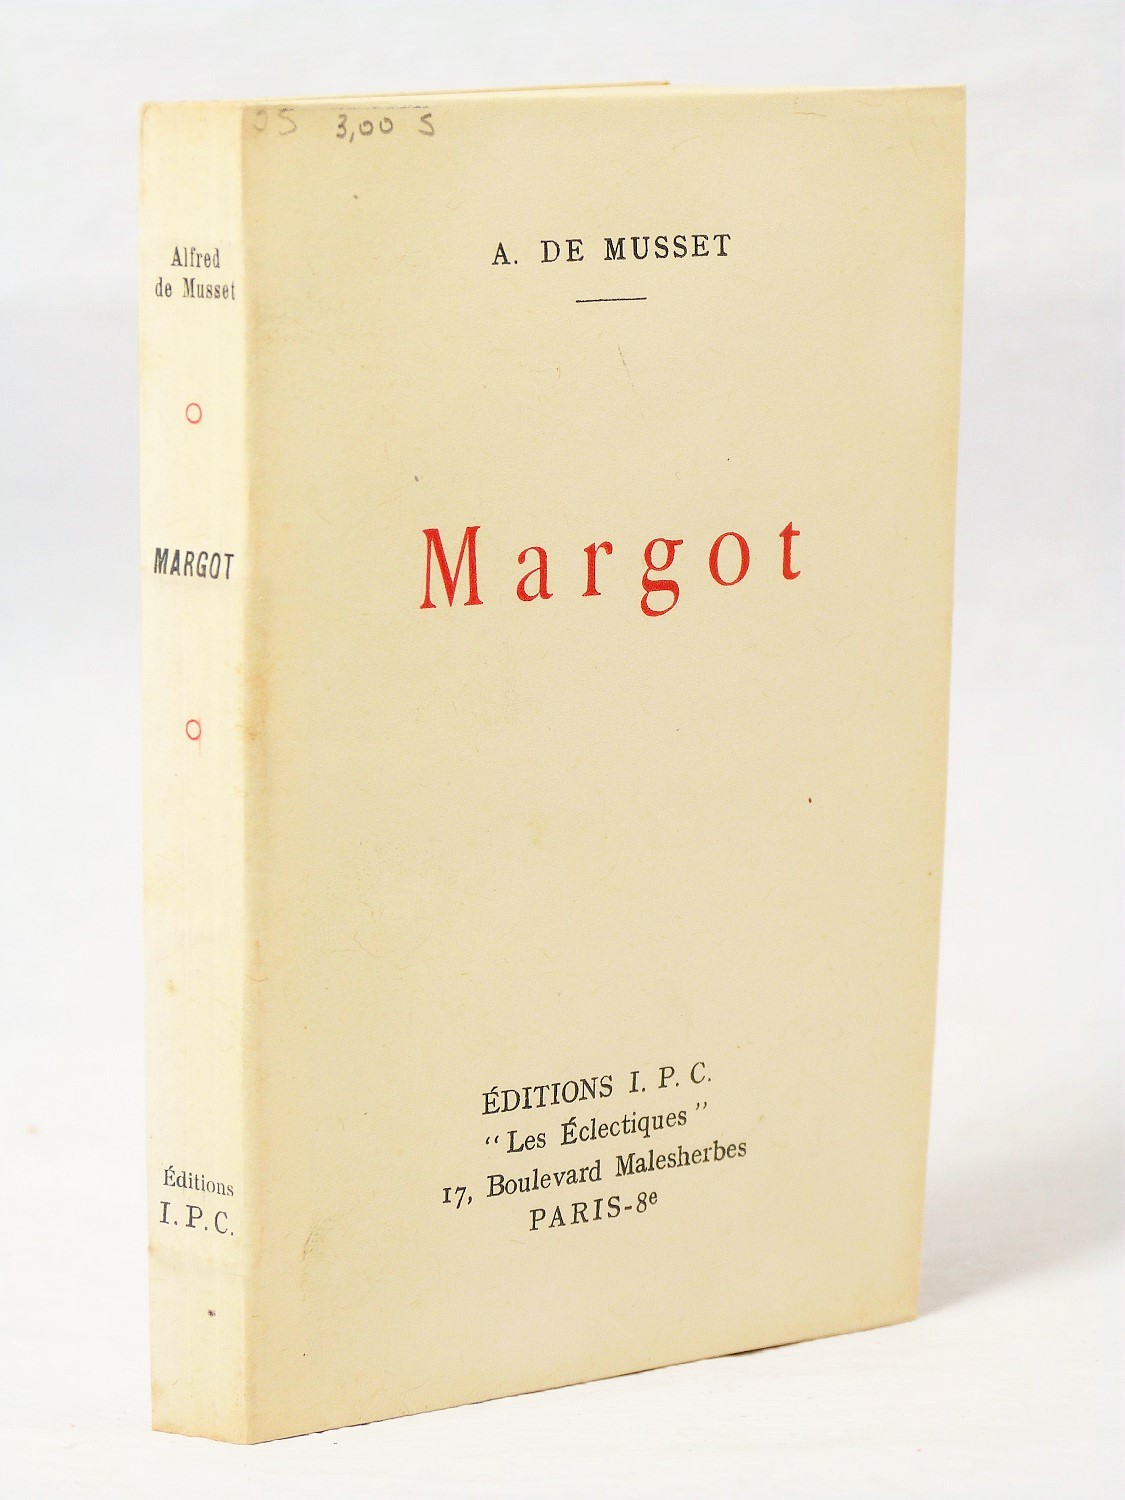 Alfred
de Musset
MARGOT
Éditions
I. P. C.
3,00 S
A. DE MUSSET
Margot
ÉDITIONS I. P. C.
“Les Éclectiques”
17, Boulevard Malesherbes
PARIS-8e